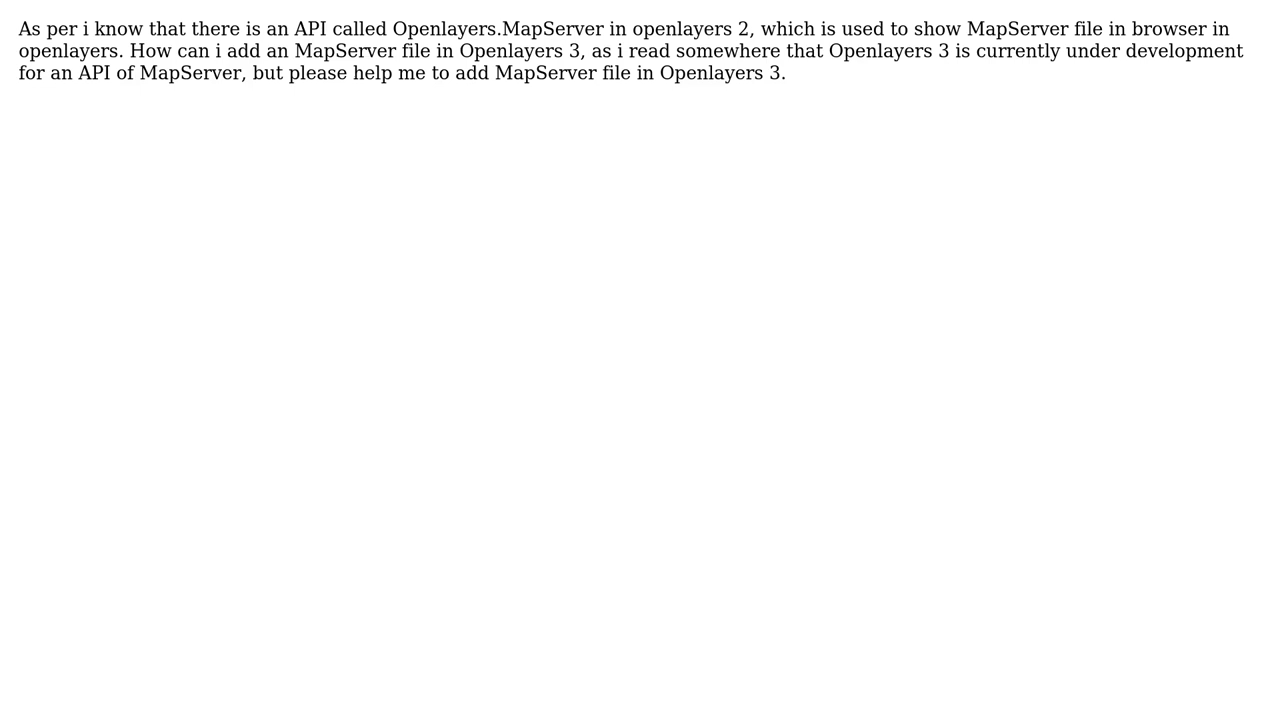 As per i know that there is an API called Openlayers.MapServer in openlayers 2, which is used to show MapServer file in browser in
openlayers. How can i add an MapServer file in Openlayers 3, as i read somewhere that Openlayers 3 is currently under development
for an API of MapServer, but please help me to add MapServer file in Openlayers 3.